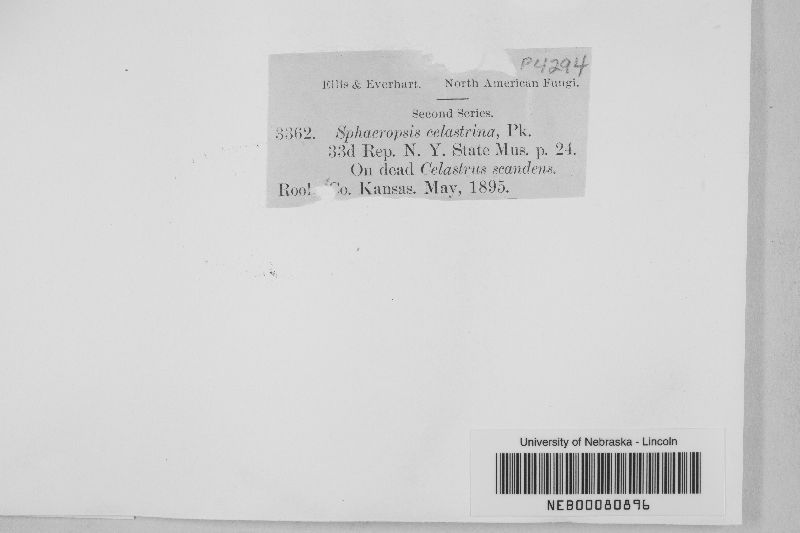 P4294
Ellis & Everhart. North American Fungi.
Second Series.
3362. Sphaeropsis celastrina, Pk.
33d Rep. N. Y. State Mus. p. 24.
On dead Celastrus scandens.
Co. Kansas. May, 1895.
University of Nebraska - Lincoln
NEB00080896